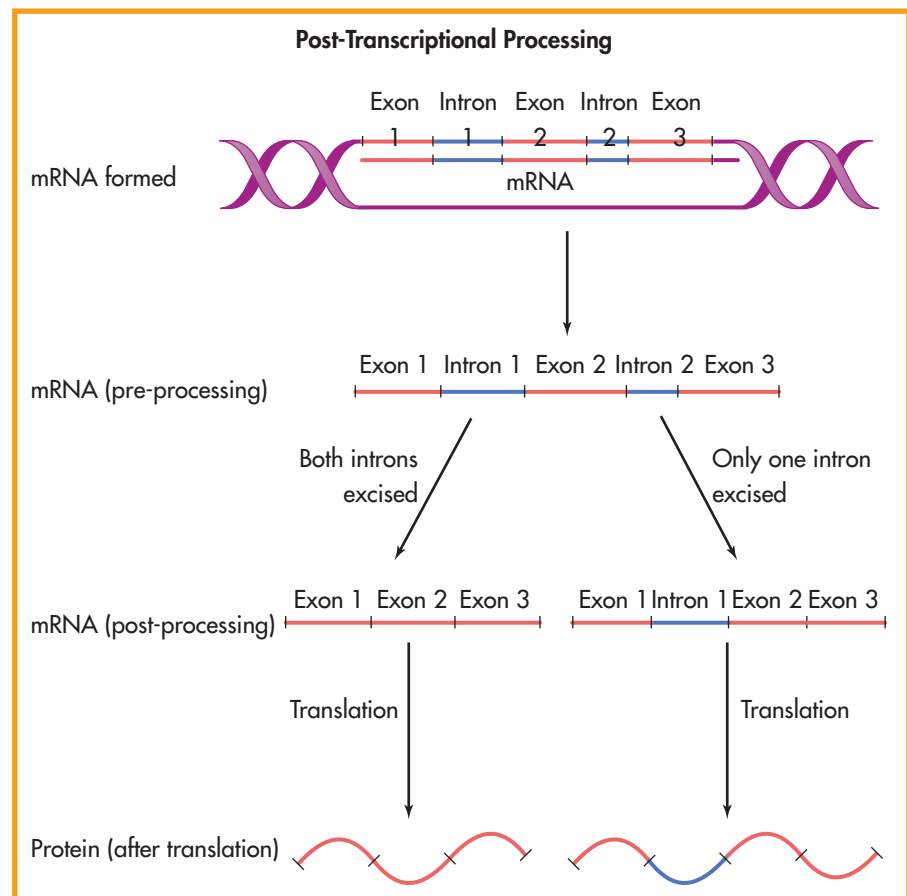 Post-Transcriptional Processing
Exon Intron Exon Intron Exon
1 1 2 2 3
mRNA formed
mRNA
Exon 1 Intron 1 Exon 2 Intron 2 Exon 3
mRNA (pre-processing)
Both introns
excised
Only one intron
excised
Exon 1 Exon 2 Exon 3
Exon 1 Intron 1 Exon 2 Exon 3
mRNA (post-processing)
Translation
Translation
Protein (after translation)